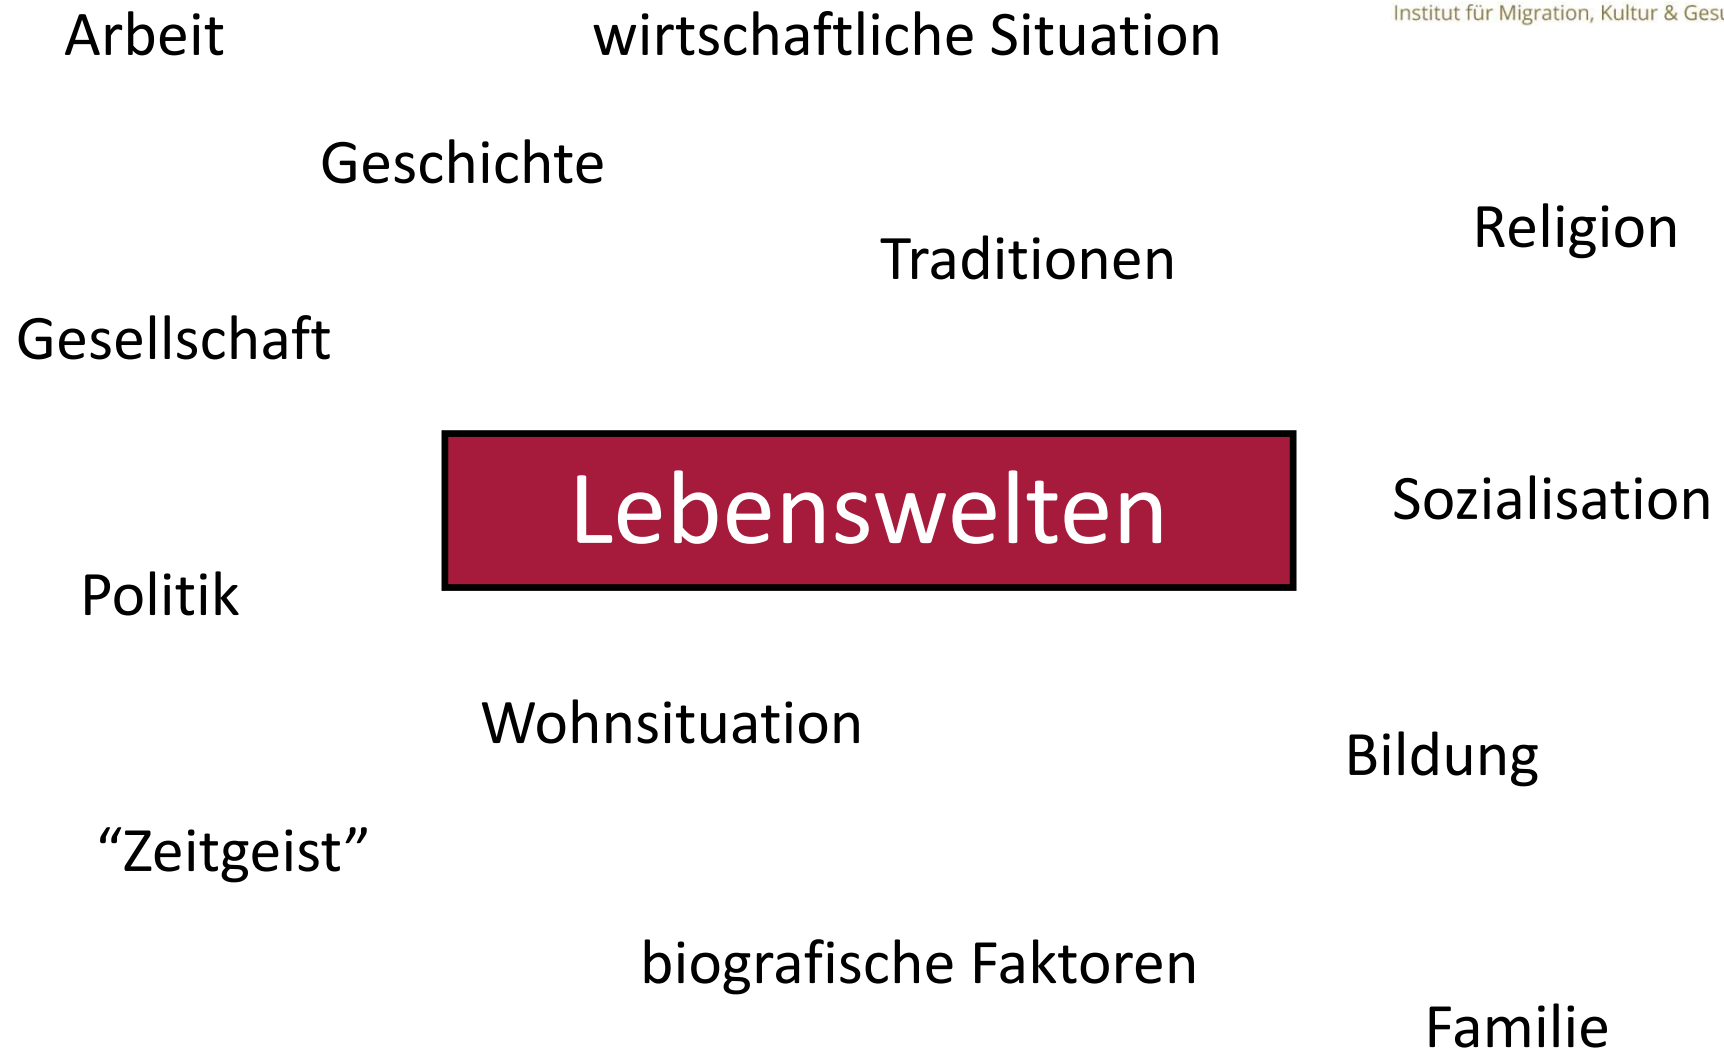 Institut für Migration, Kultur &
Arbeit
wirtschaftliche Situation
Geschichte
Religion
Traditionen
Gesellschaft
Lebenswelten
Sozialisation
Politik
Wohnsituation
Bildung
“Zeitgeist”
biografische Faktoren
Familie